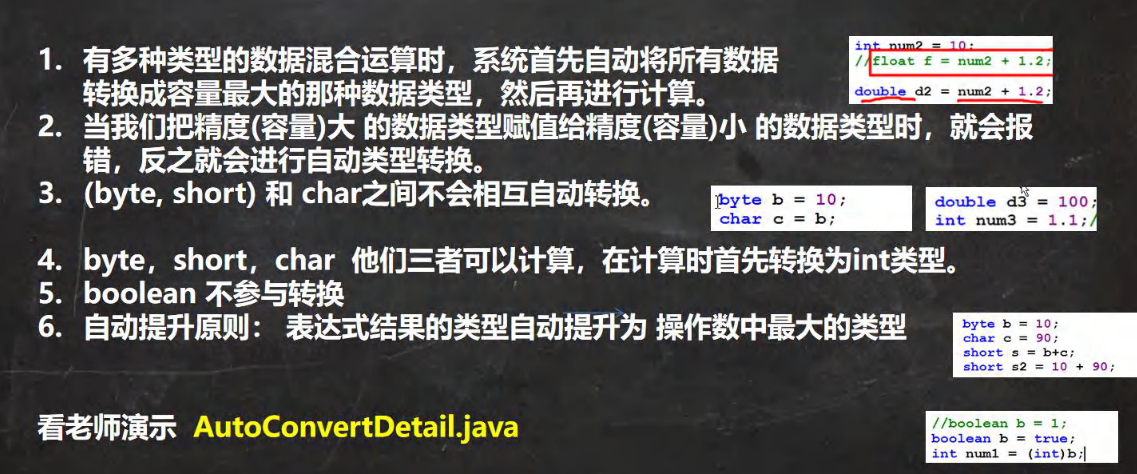 1. 有多种类型的数据混合运算时，系统首先自动将所有数据
转换成容量最大的那种数据类型，然后再进行计算。
int num2 = 10;
//float f = num2 + 1.2;
double d2 = num2 + 1.2;
2. 当我们把精度(容量)大 的数据类型赋值给精度(容量)小 的数据类型时，就会报
错，反之就会进行自动类型转换。
3. (byte, short) 和 char之间不会相互自动转换。
byte b = 10;
char c = b;
double d3 = 100;
int num3 = 1.1;/
4. byte，short，char 他们三者可以计算，在计算时首先转换为int类型。
5. boolean 不参与转换
6. 自动提升原则： 表达式结果的类型自动提升为 操作数中最大的类型
byte b = 10;
char c = 90;
short s = b+c;
short s2 = 10 + 90;
看老师演示 AutoConvertDetail.java
//boolean b = 1;
boolean b = true;
int num1 = (int)b;